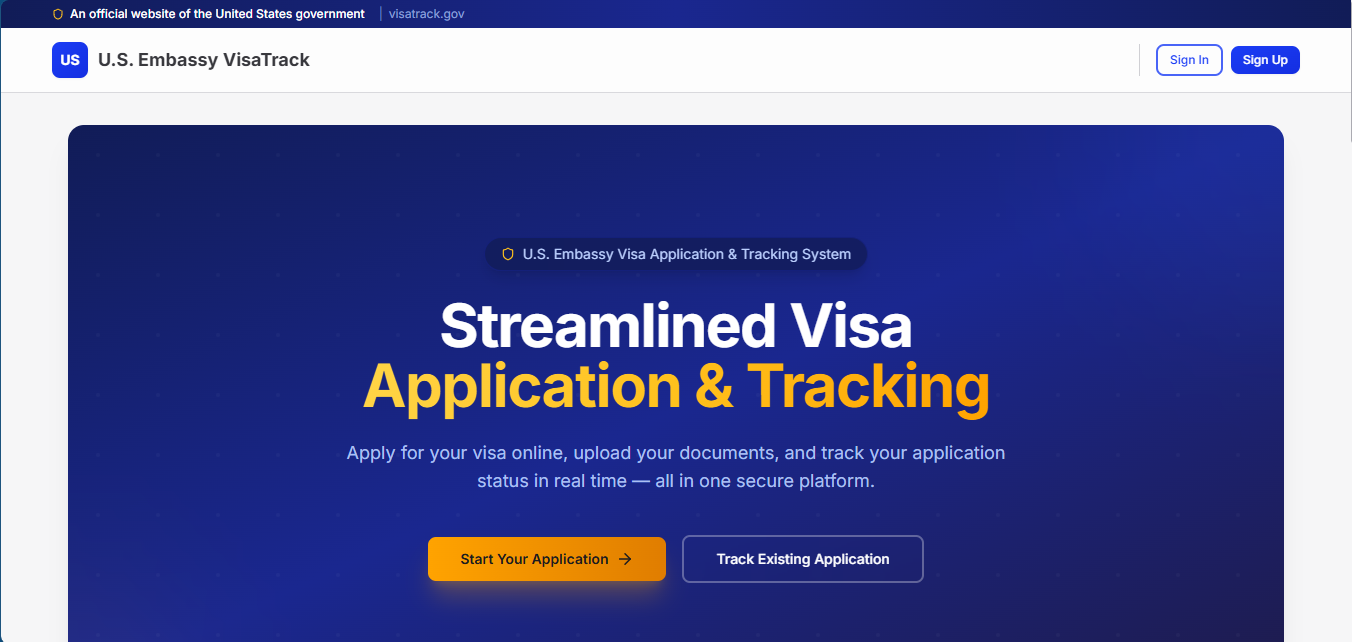 An official website of the United States government | visatrack.gov
US U.S. Embassy VisaTrack
Sign In
Sign Up
U.S. Embassy Visa Application & Tracking System
Streamlined Visa
Application & Tracking
Apply for your visa online, upload your documents, and track your application
status in real time — all in one secure platform.
Start Your Application →
Track Existing Application